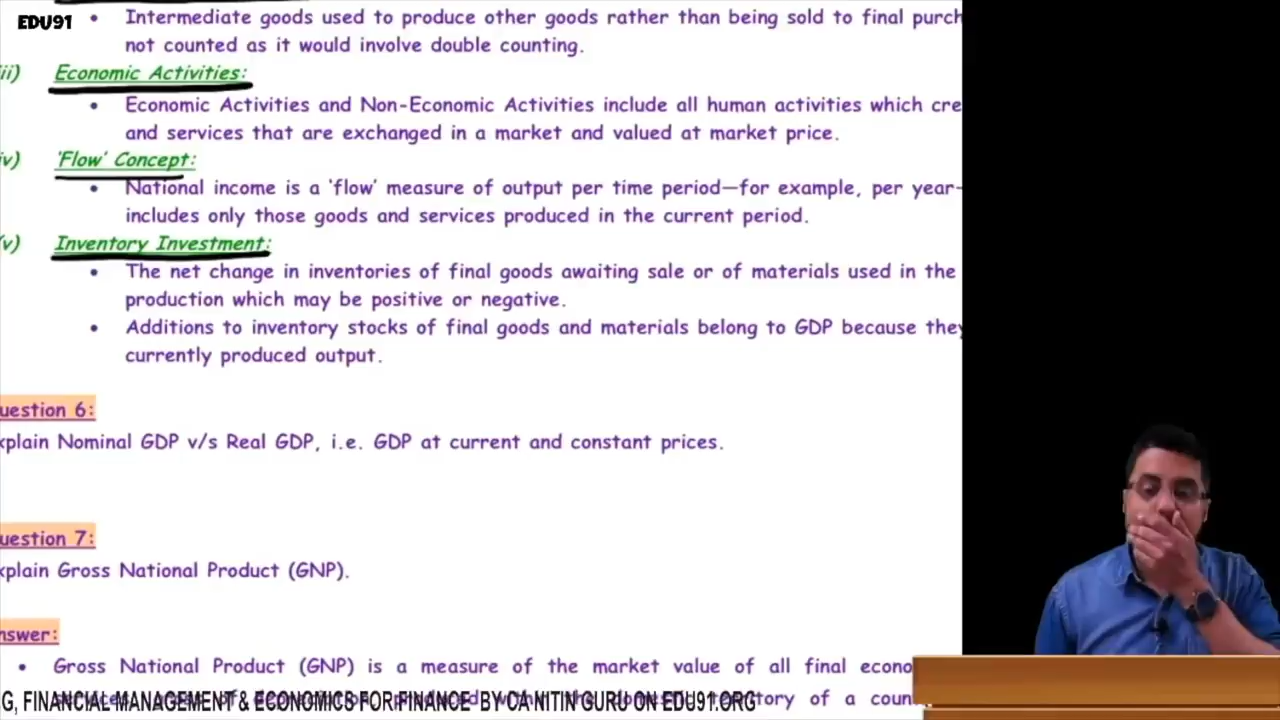 EDU91
Intermediate goods used to produce other goods rather than being sold to final purch
not counted as it would involve double counting.
ii) Economic Activities:
Economic Activities and Non-Economic Activities include all human activities which cre
and services that are exchanged in a market and valued at market price.
iv) 'Flow' Concept:
National income is a 'flow' measure of output per time period—for example, per year—
includes only those goods and services produced in the current period.
(v) Inventory Investment:
The net change in inventories of final goods awaiting sale or of materials used in the
production which may be positive or negative.
Additions to inventory stocks of final goods and materials belong to GDP because they
currently produced output.
uestion 6:
xplain Nominal GDP v/s Real GDP, i.e. GDP at current and constant prices.
uestion 7:
xplain Gross National Product (GNP).
nswer:
Gross National Product (GNP) is a measure of the market value of all final econo
G, FINANCIAL MANAGEMENT & ECONOMICS FOR FINANCE' BY CA NITIN GURU ON EDU91.ORG
of a coun